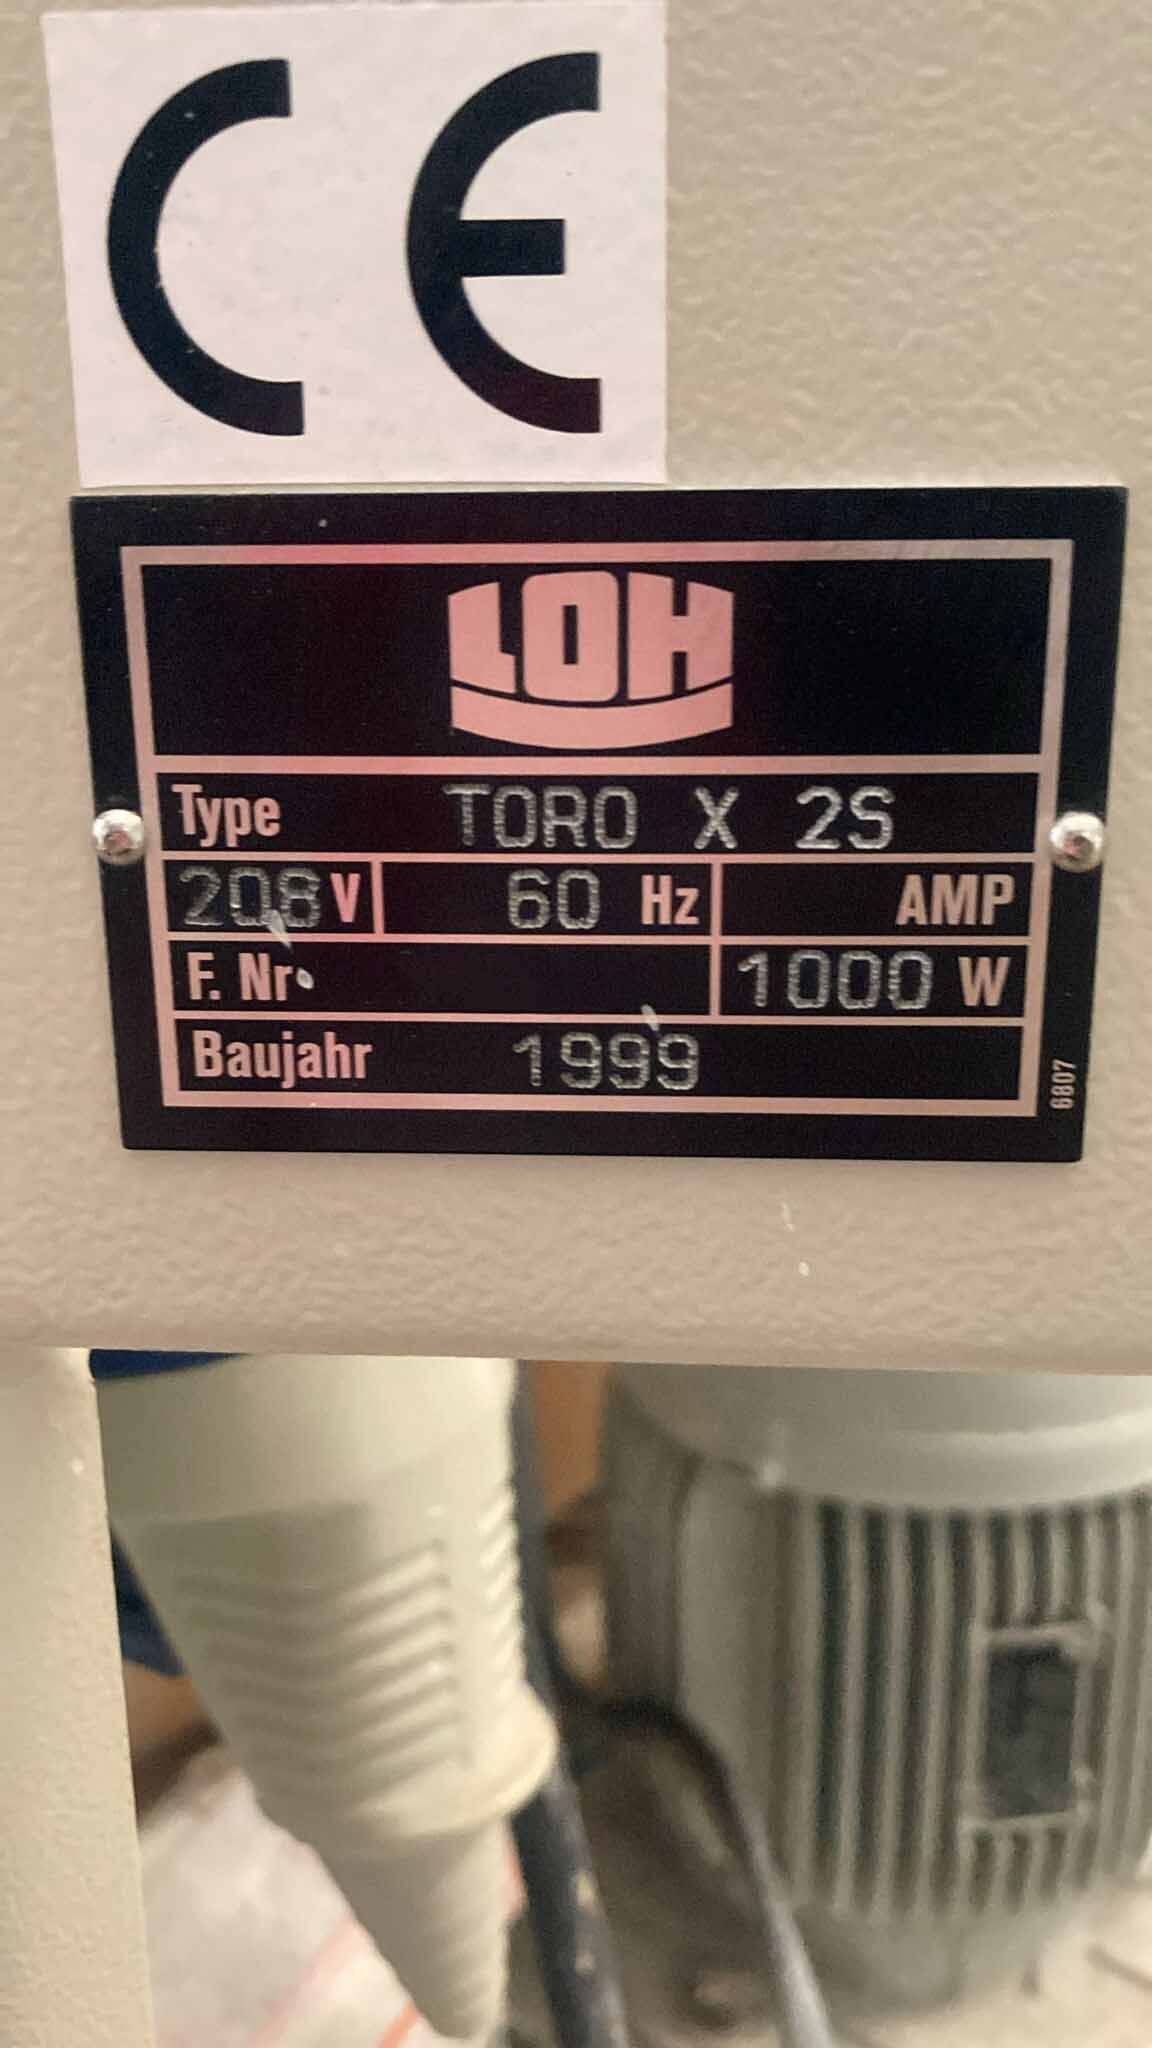 CE
LOH
Type TORO X 2S
208 V 60 Hz AMP
F. Nr. 1000 W
Baujahr 1999
6807